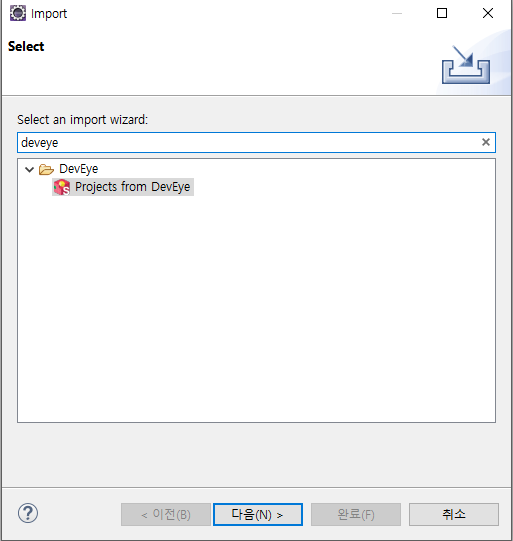 Import
Select
Select an import wizard:
deveye
DevEye
Projects from DevEye
< 이전(B)
다음(N) >
완료(F)
취소